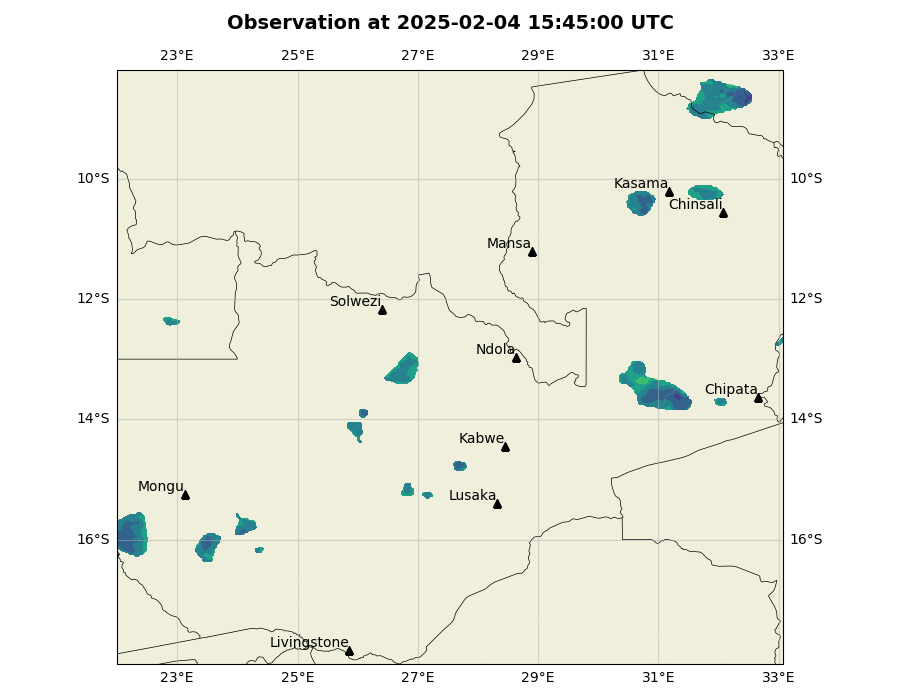 Observation at 2025-02-04 15:45:00 UTC
23°E 25°E 27°E 29°E 31°E 33°E
10°S 10°S
Kasama
Chinsali
Mansa
12°S 12°S
Solwezi
Ndola
Chipata
14°S 14°S
Kabwe
Mongu
Lusaka
16°S 16°S
Livingstone
23°E 25°E 27°E 29°E 31°E 33°E